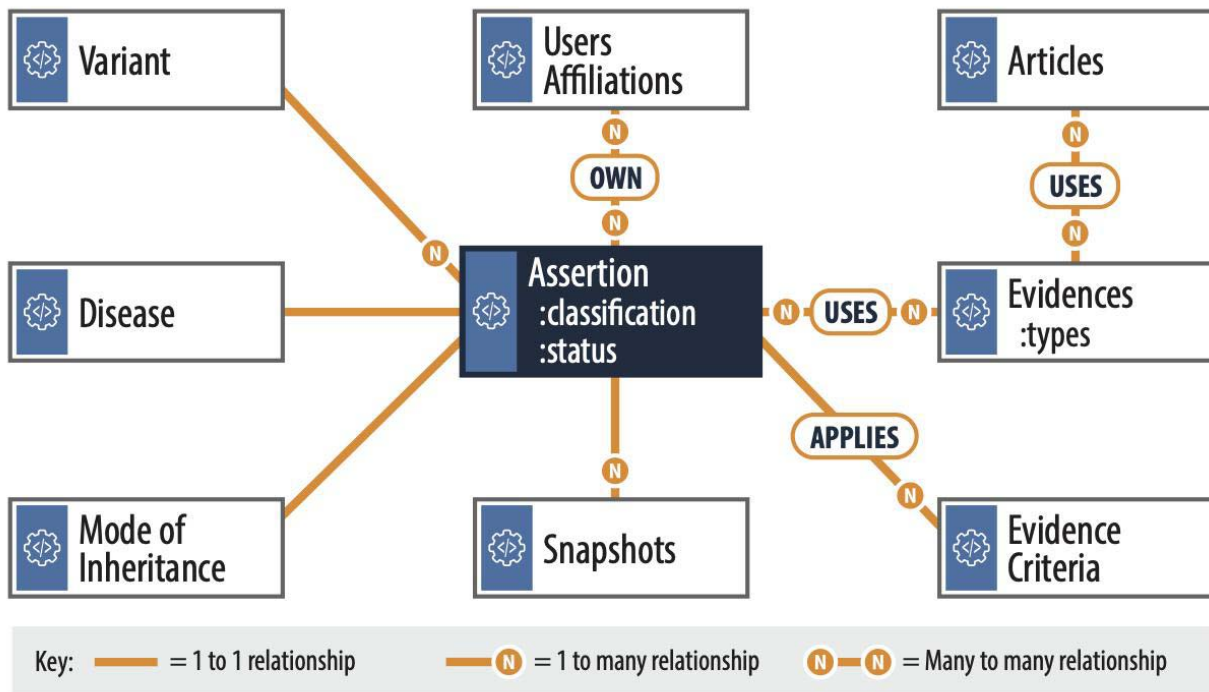 Variant
Users
Affiliations
Articles
N
N
OWN
USES
N
N
N
Disease
Assertion
:classification
:status
N
USES
N
Evidences
:types
APPLIES
N
N
Mode of
Inheritance
Snapshots
Evidence
Criteria
Key: = 1 to 1 relationship N = 1 to many relationship N N = Many to many relationship